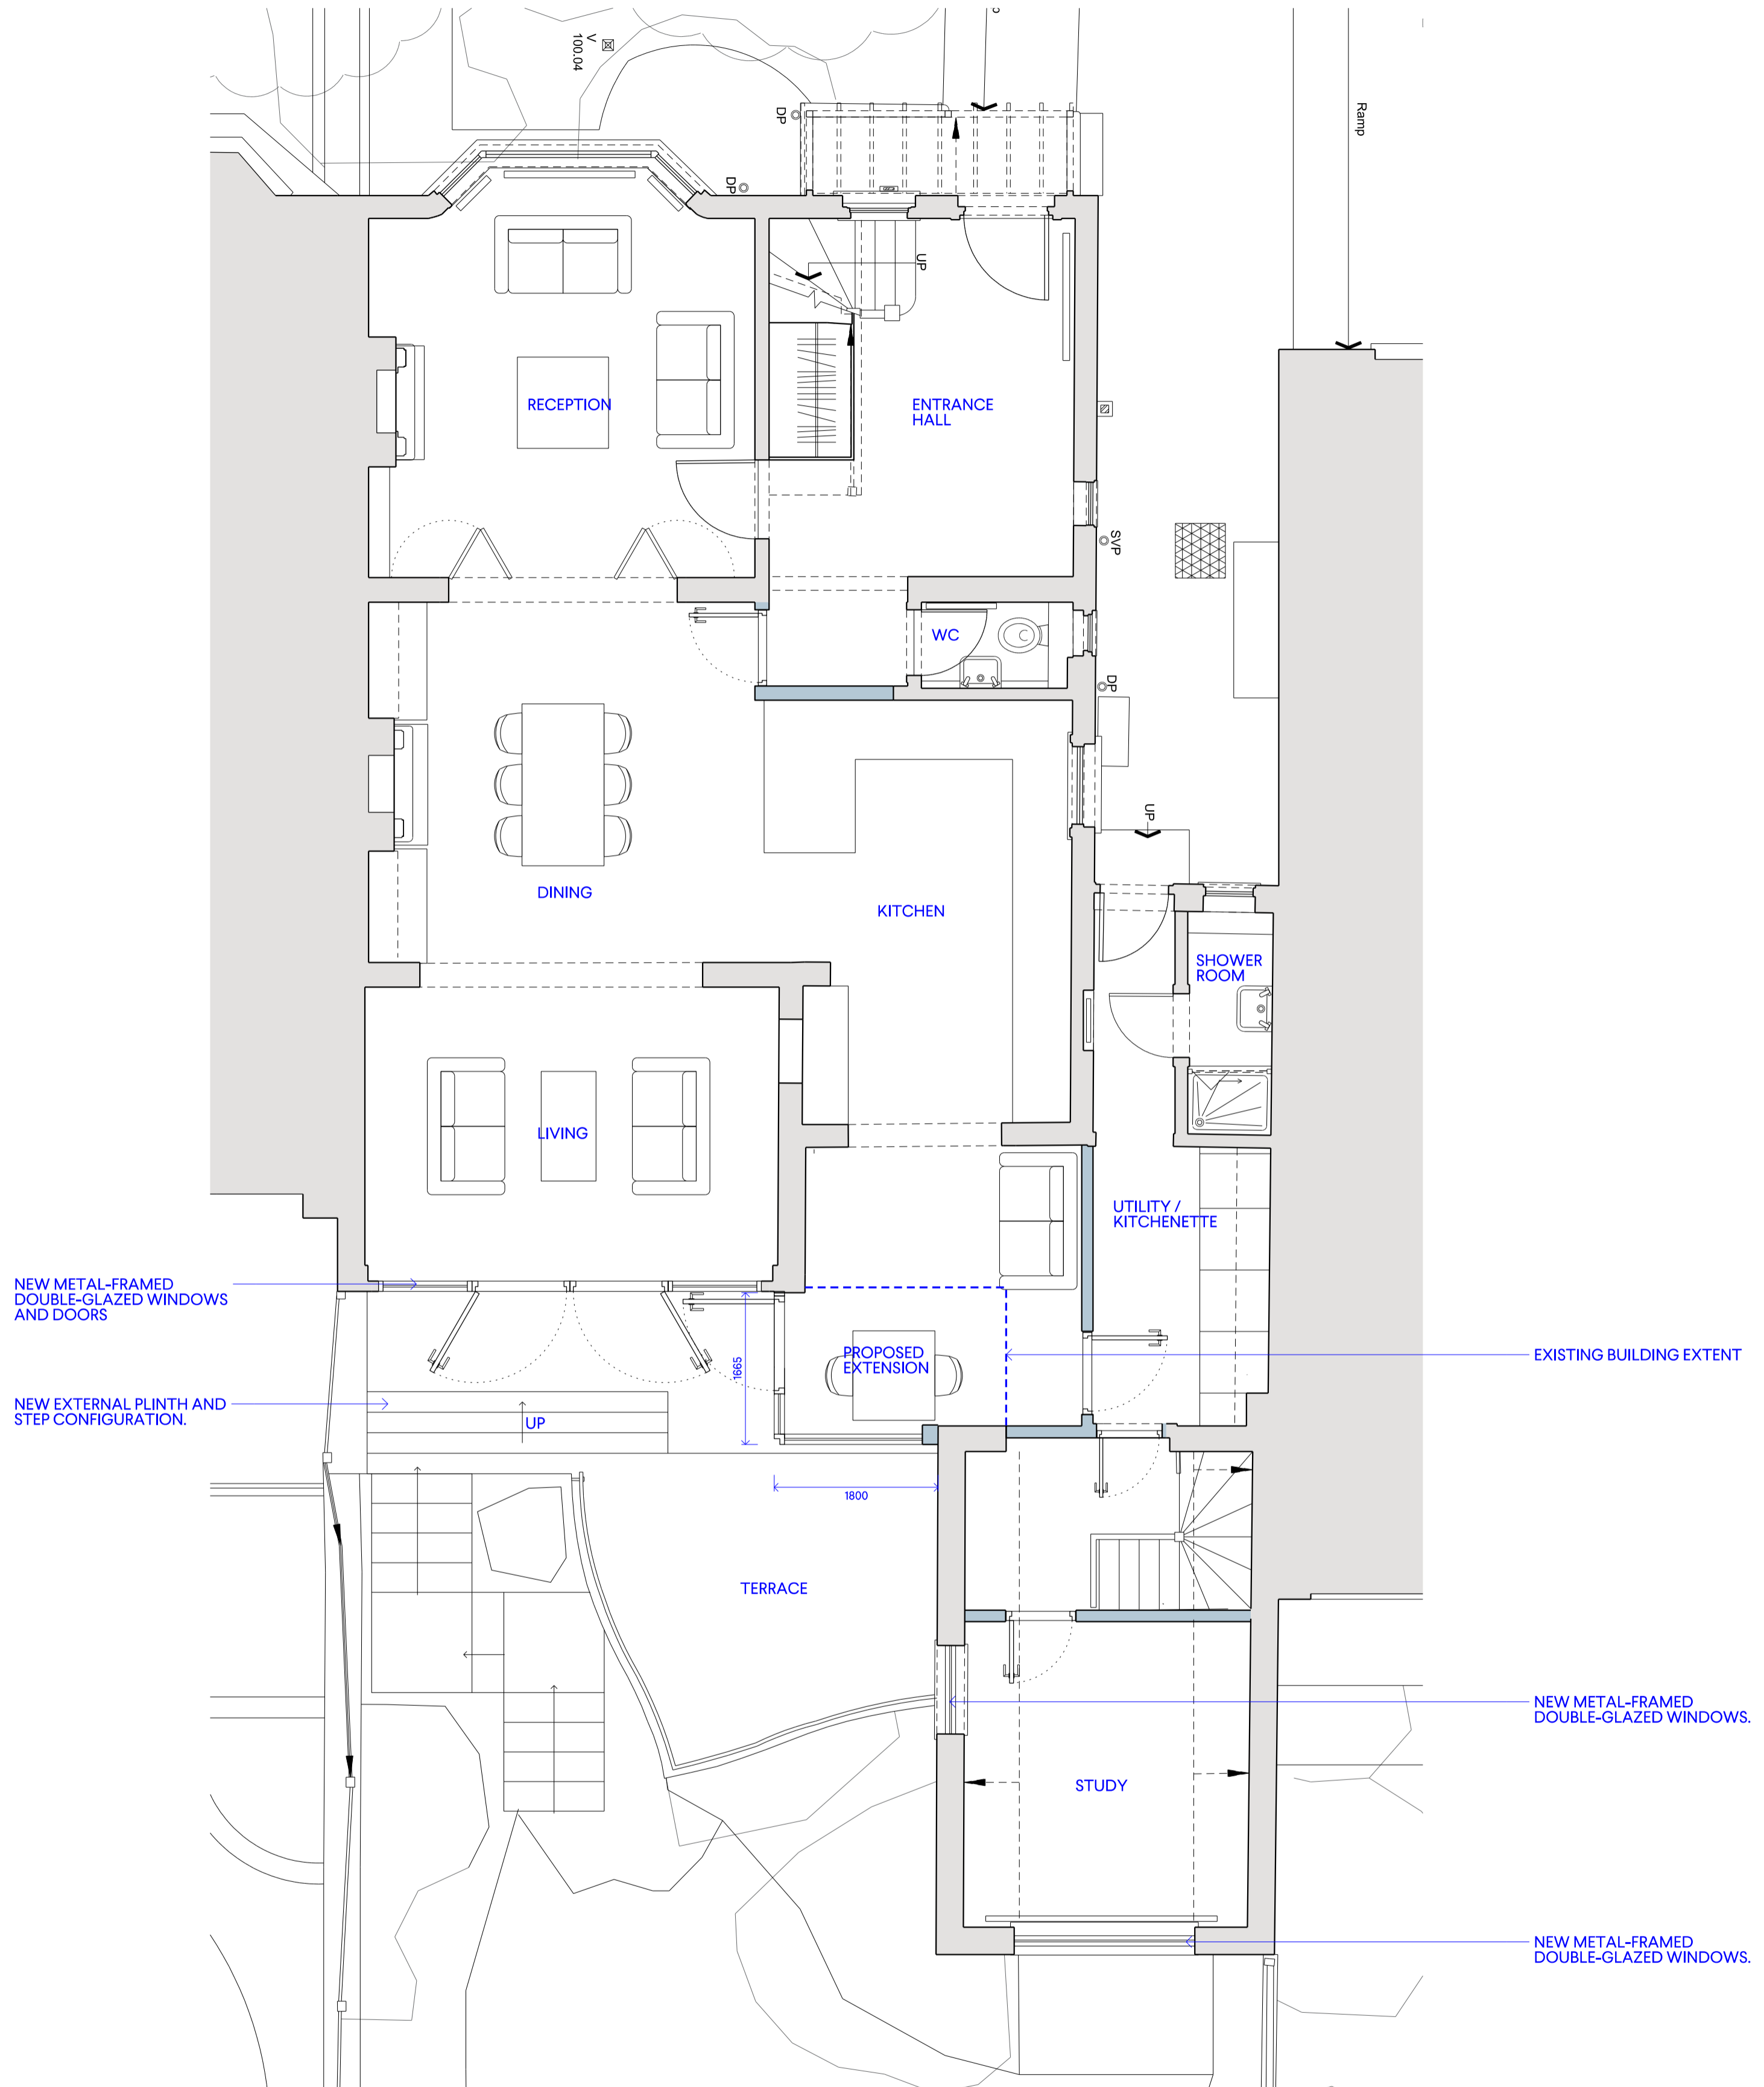 V
100.04
DP
Ramp
DP
UP
RECEPTION
ENTRANCE
HALL
SVP
WC
DP
UP
DINING
KITCHEN
SHOWER
ROOM
LIVING
UTILITY /
KITCHENETTE
NEW METAL-FRAMED
DOUBLE-GLAZED WINDOWS
AND DOORS
PROPOSED
EXTENSION
1665
EXISTING BUILDING EXTENT
NEW EXTERNAL PLINTH AND
STEP CONFIGURATION.
UP
1800
TERRACE
NEW METAL-FRAMED
DOUBLE-GLAZED WINDOWS.
STUDY
NEW METAL-FRAMED
DOUBLE-GLAZED WINDOWS.